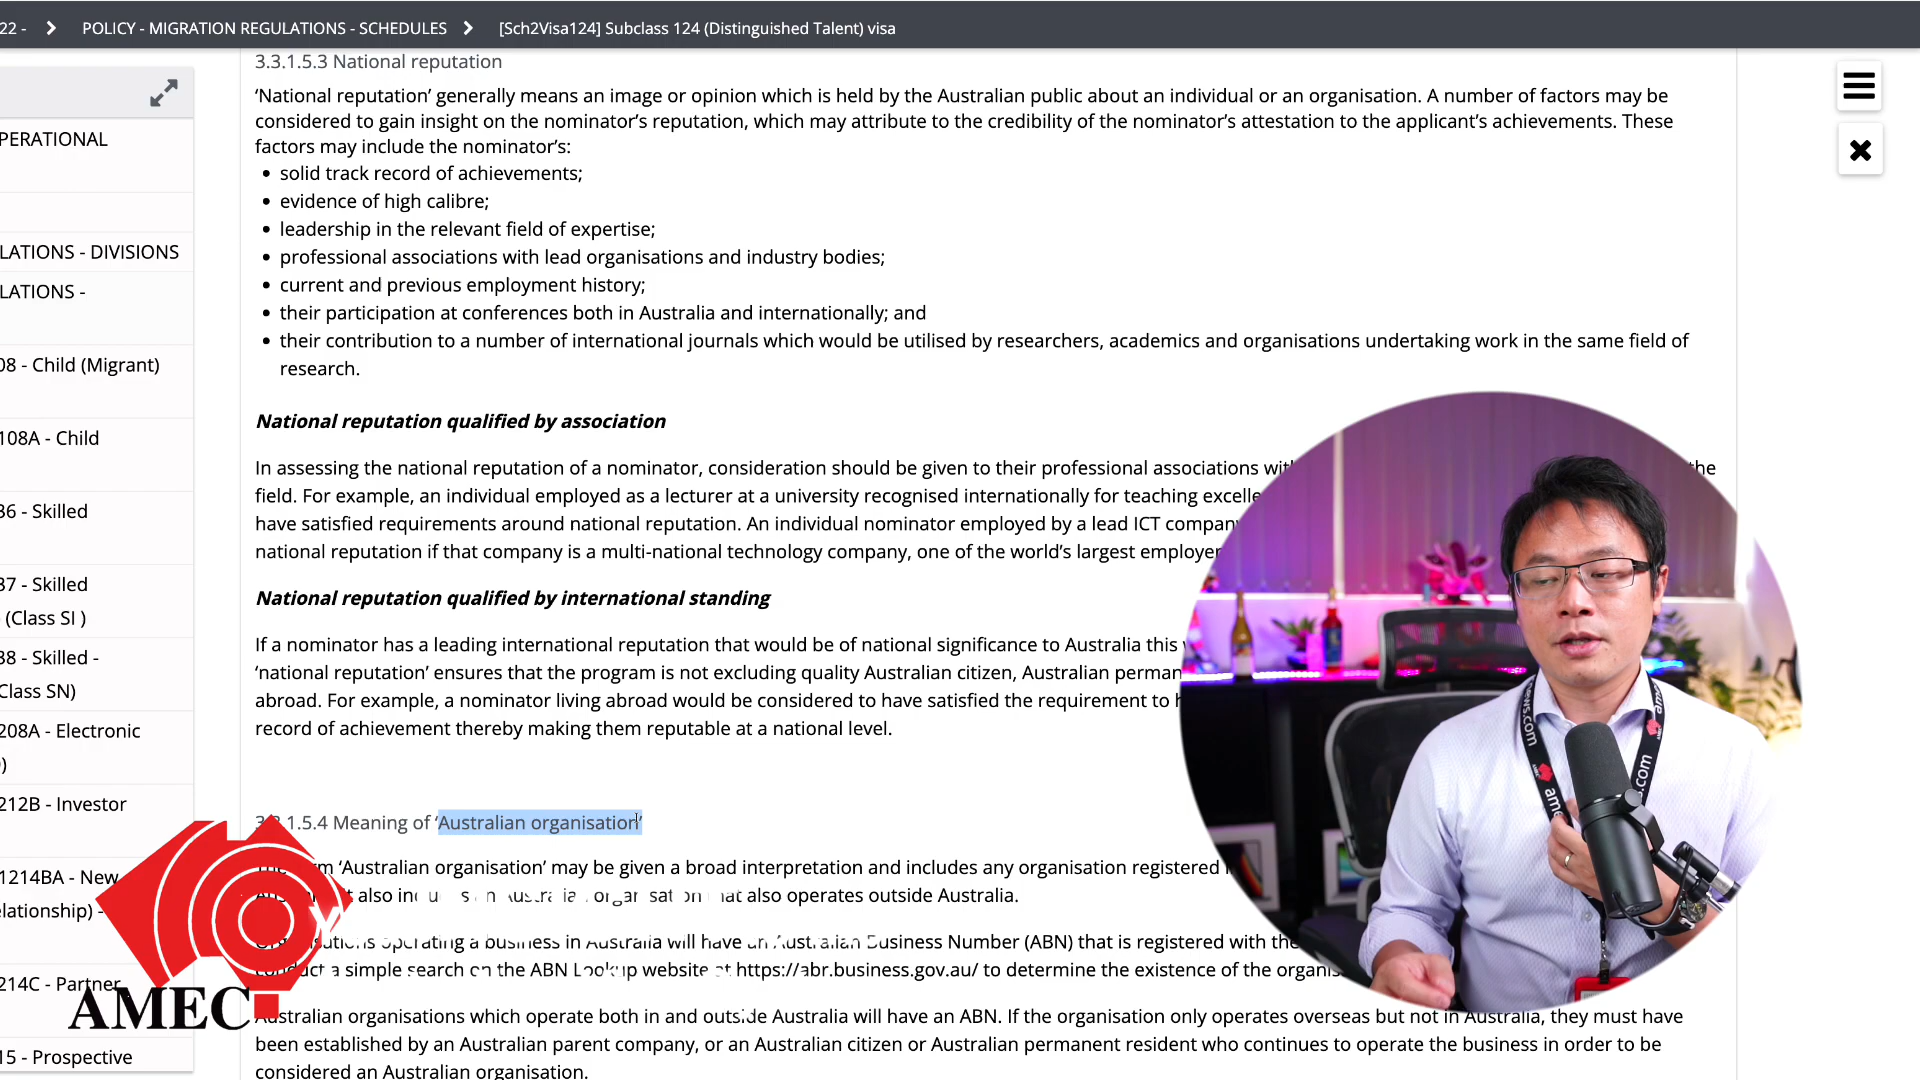 22 -
POLICY - MIGRATION REGULATIONS - SCHEDULES
[Sch2Visa124] Subclass 124 (Distinguished Talent) visa
PERATIONAL
LATIONS - DIVISIONS
LATIONS -
08 - Child (Migrant)
108A - Child
36 - Skilled
37 - Skilled
(Class SI )
38 - Skilled -
Class SN)
208A - Electronic
)
212B - Investor
1214BA - New
elationship) -
214C - Partner
15 - Prospective
3.3.1.5.3 National reputation
‘National reputation’ generally means an image or opinion which is held by the Australian public about an individual or an organisation. A number of factors may be
considered to gain insight on the nominator’s reputation, which may attribute to the credibility of the nominator’s attestation to the applicant’s achievements. These
factors may include the nominator’s:
• solid track record of achievements;
• evidence of high calibre;
• leadership in the relevant field of expertise;
• professional associations with lead organisations and industry bodies;
• current and previous employment history;
• their participation at conferences both in Australia and internationally; and
• their contribution to a number of international journals which would be utilised by researchers, academics and organisations undertaking work in the same field of
research.
National reputation qualified by association
In assessing the national reputation of a nominator, consideration should be given to their professional associations the
field. For example, an individual employed as a lecturer at a university recognised internationally for teaching
have satisfied requirements around national reputation. An individual nominator employed by a lead ICT company
national reputation if that company is a multi-national technology company, one of the world’s largest
National reputation qualified by international standing
If a nominator has a leading international reputation that would be of national significance to Australia this
‘national reputation’ ensures that the program is not excluding quality Australian citizen, Australian
abroad. For example, a nominator living abroad would be considered to have satisfied the requirement to
record of achievement thereby making them reputable at a national level.
.1.5.4 Meaning of ‘Australian organisation’
‘Australian organisation’ may be given a broad interpretation and includes any organisation registered
also operates outside Australia.
operating a business in Australia will have an Australian Business Number (ABN) that is registered with the
conduct a simple search on the ABN Lookup website at https://abr.business.gov.au/ to determine the existence of the
Australian organisations which operate both in and outside Australia will have an ABN. If the organisation only operates overseas but not in Australia, they must have
been established by an Australian parent company, or an Australian citizen or Australian permanent resident who continues to operate the business in order to be
considered an Australian organisation.
AMEC
news.com
ame
.com